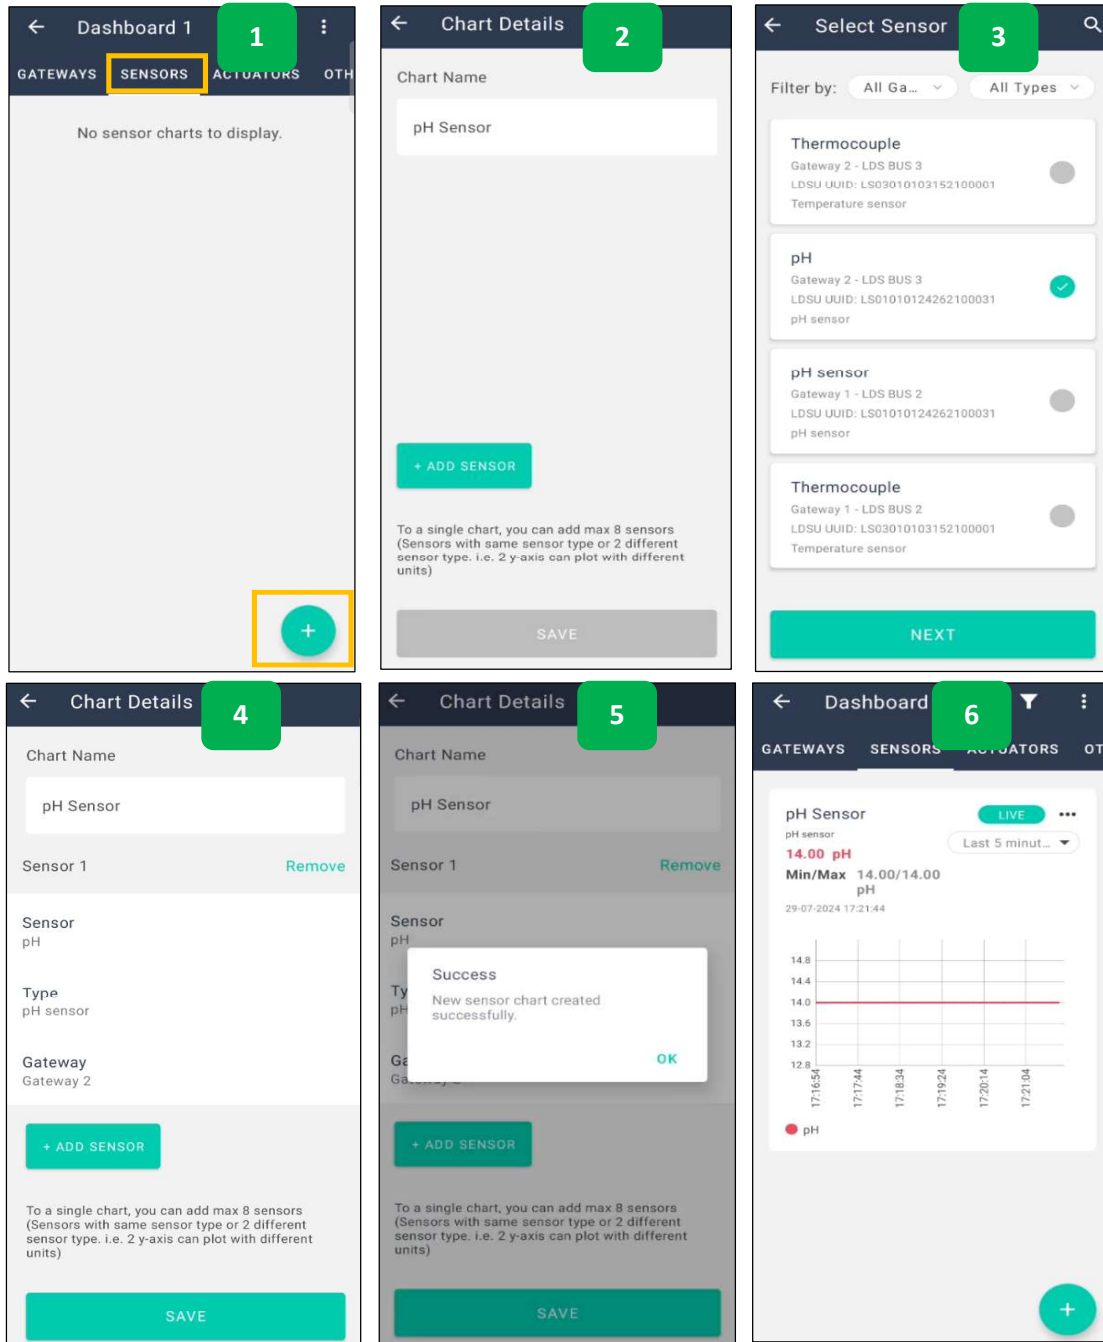 Dashboard 1
1
GATEWAYS SENSORS ACTUATORS OTH
No sensor charts to display.
+
Chart Details
2
Chart Name
pH Sensor
+ ADD SENSOR
To a single chart, you can add max 8 sensors
(Sensors with same sensor type or 2 different
sensor type. i.e. 2 y-axis can plot with different
units)
SAVE
Select Sensor
3
Filter by: All Ga... All Types
Thermocouple
Gateway 2 - LDS BUS 3
LDSU UUID: LS03010103152100001
Temperature sensor
pH
Gateway 2 - LDS BUS 3
LDSU UUID: LS01010124262100031
pH sensor
pH sensor
Gateway 1 - LDS BUS 2
LDSU UUID: LS01010124262100031
pH sensor
Thermocouple
Gateway 1 - LDS BUS 2
LDSU UUID: LS03010103152100001
Temperature sensor
NEXT
Chart Details
4
Chart Name
pH Sensor
Sensor 1 Remove
Sensor
pH
Type
pH sensor
Gateway
Gateway 2
+ ADD SENSOR
To a single chart, you can add max 8 sensors
(Sensors with same sensor type or 2 different
sensor type. i.e. 2 y-axis can plot with different
units)
SAVE
Chart Details
5
Chart Name
pH Sensor
Sensor 1 Remove
Sensor
pH
Ty
pH
Success
New sensor chart created
successfully.
OK
Ga
+ ADD SENSOR
To a single chart, you can add max 8 sensors
(Sensors with same sensor type or 2 different
sensor type. i.e. 2 y-axis can plot with different
units)
SAVE
Dashboard
6
GATEWAYS SENSORS ACTUATORS OT
pH Sensor LIVE ...
pH sensor
Last 5 minut...
14.00 pH
Min/Max 14.00/14.00
pH
29-07-2024 17:21:44
14.8
14.4
14.0
13.6
13.2
12.8
17:16:54 17:17:44 17:18:34 17:19:24 17:20:14 17:21:04
pH
+